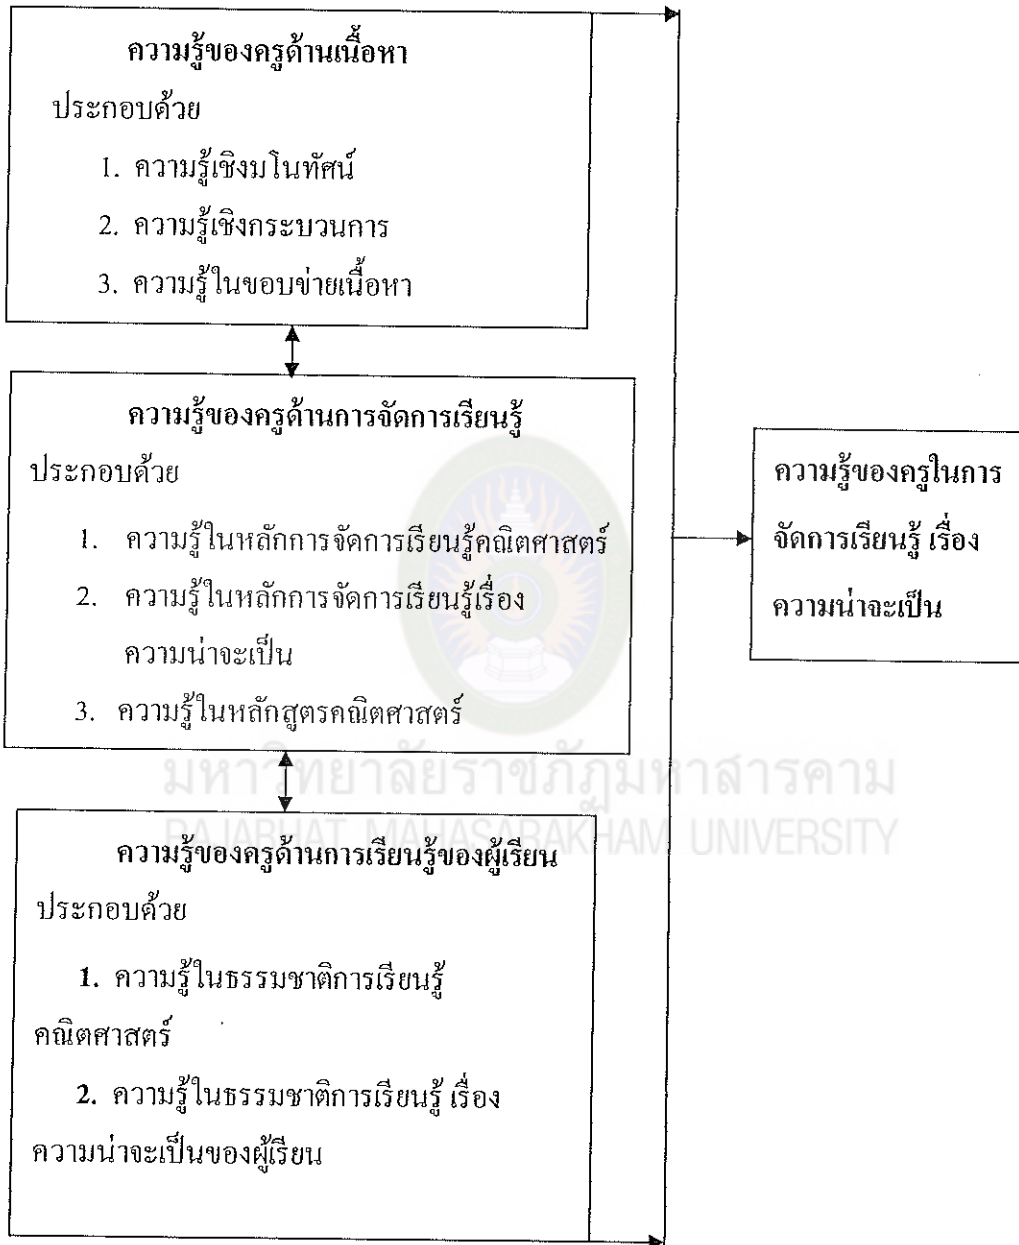 ความรู้ของครูด้านเนื้อหา
ประกอบด้วย
1. ความรู้เชิงมโนทัศน์
2. ความรู้เชิงกระบวนการ
3. ความรู้ในขอบข่ายเนื้อหา
ความรู้ของครูด้านการจัดการเรียนรู้
ประกอบด้วย
1. ความรู้ในหลักการจัดการเรียนรู้คณิตศาสตร์
2. ความรู้ในหลักการจัดการเรียนรู้เรื่อง
ความน่าจะเป็น
3. ความรู้ในหลักสูตรคณิตศาสตร์
ความรู้ของครูในการ
จัดการเรียนรู้ เรื่อง
ความน่าจะเป็น
มหาวิทยาลัยราชภัฏมหาสารคาม
RAJABHAT MAHASARAKHAM UNIVERSITY
ความรู้ของครูด้านการเรียนรู้ของผู้เรียน
ประกอบด้วย
1. ความรู้ในธรรมชาติการเรียนรู้
คณิตศาสตร์
2. ความรู้ในธรรมชาติการเรียนรู้ เรื่อง
ความน่าจะเป็นของผู้เรียน